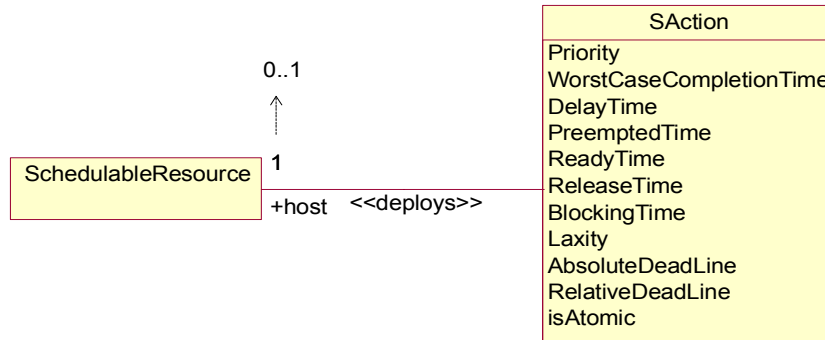 SAction
Priority
WorstCaseCompletionTime
DelayTime
PreemptedTime
ReadyTime
ReleaseTime
BlockingTime
Laxity
AbsoluteDeadLine
RelativeDeadLine
isAtomic
0..1
1
SchedulableResource
+host
<<deploys>>